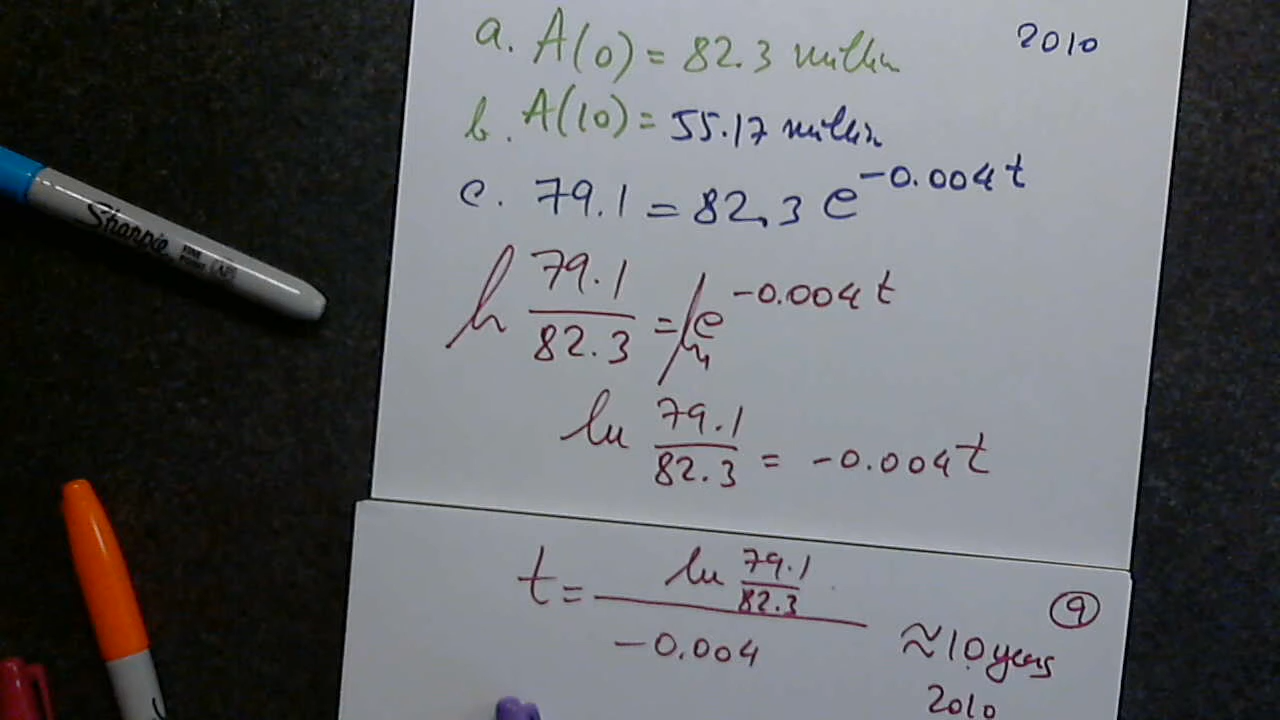 a. A(0) = 82.3 million
2010
b. A(10) = 55.17 million
c. 79.1 = 82.3 e^-0.004t
ln 79.1/82.3 = ln e^-0.004t
ln 79.1/82.3 = -0.004t
t = ln 79.1/82.3 / -0.004
≈ 10 years
9
2010
Sharpie
FINE